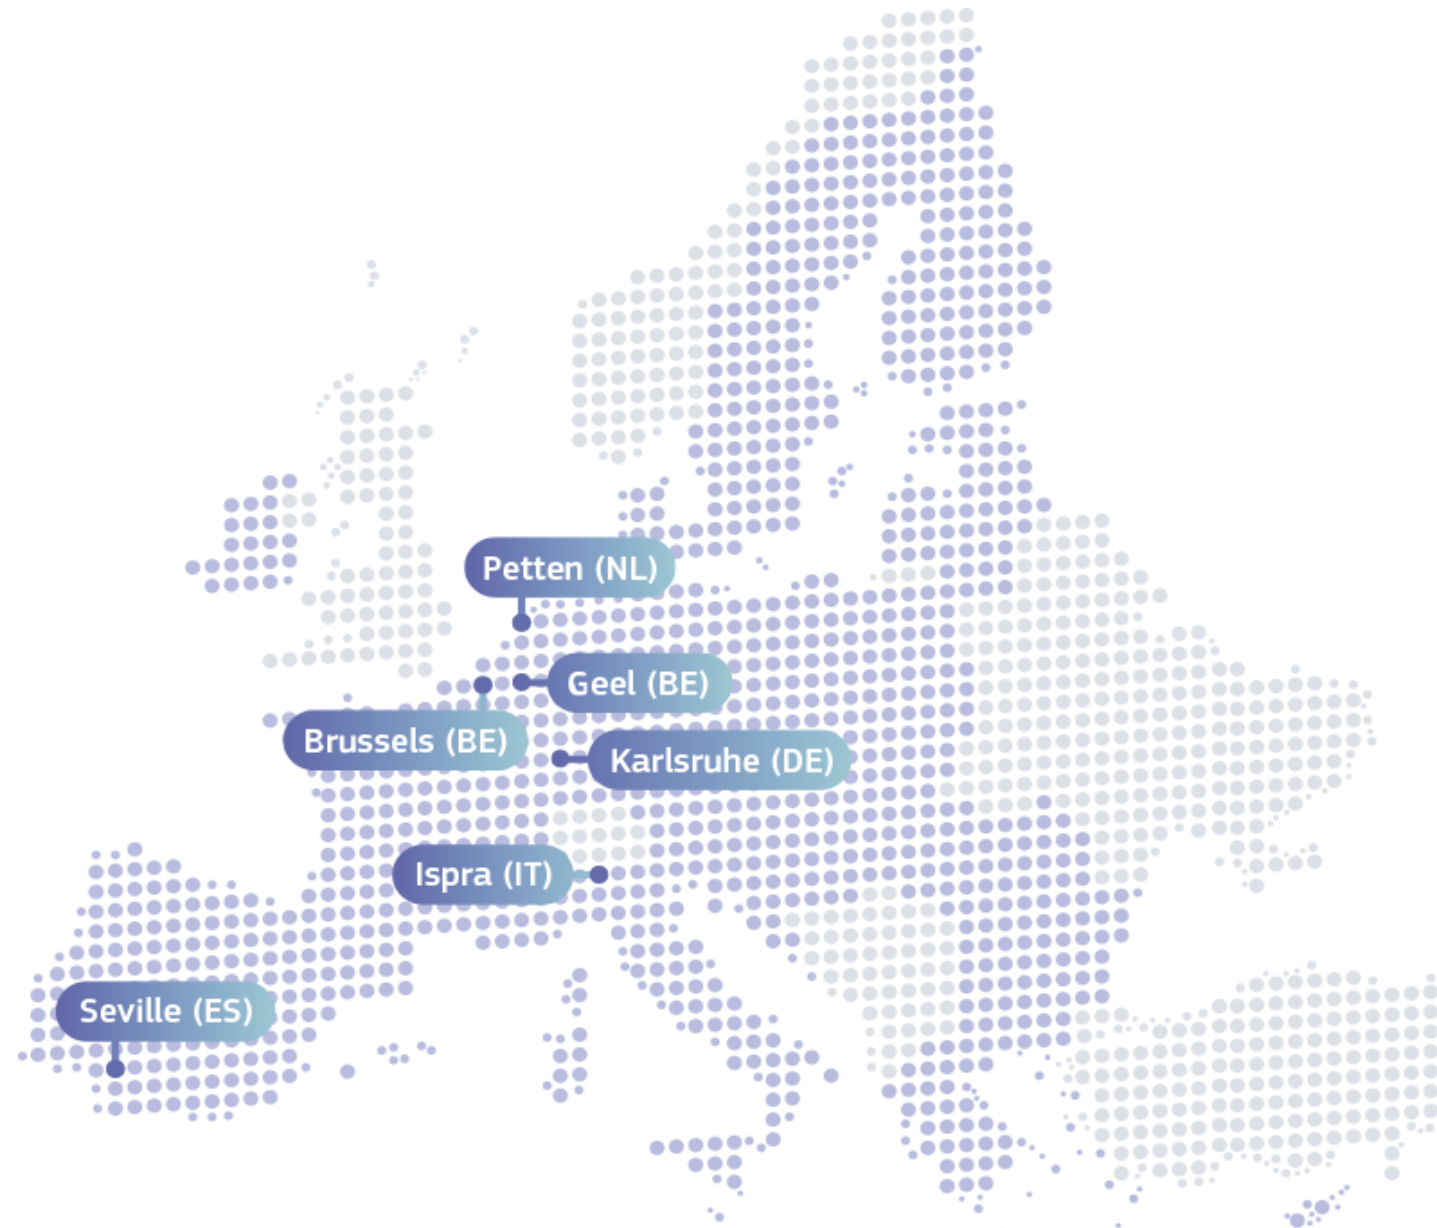 Petten (NL)
Geel (BE)
Brussels (BE)
Karlsruhe (DE)
Ispra (IT)
Seville (ES)